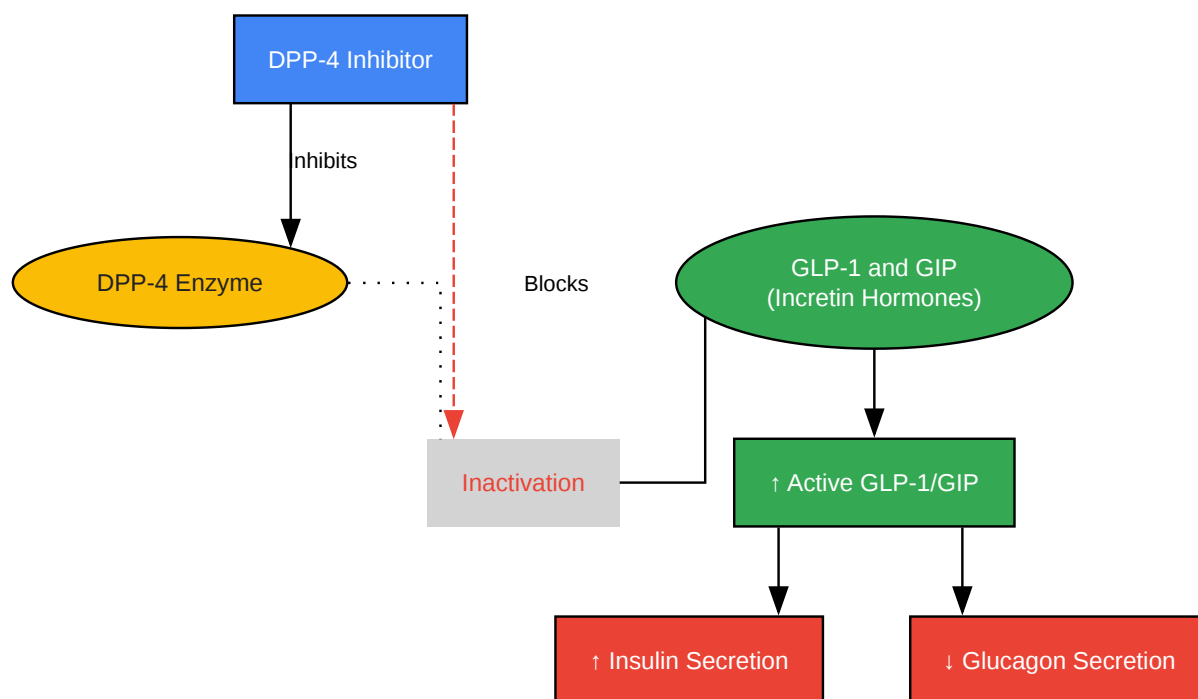 DPP-4 Inhibitor
Inhibits
DPP-4 Enzyme
Blocks
GLP-1 and GIP
(Incretin Hormones)
Inactivation
↑ Active GLP-1/GIP
↑ Insulin Secretion
↓ Glucagon Secretion